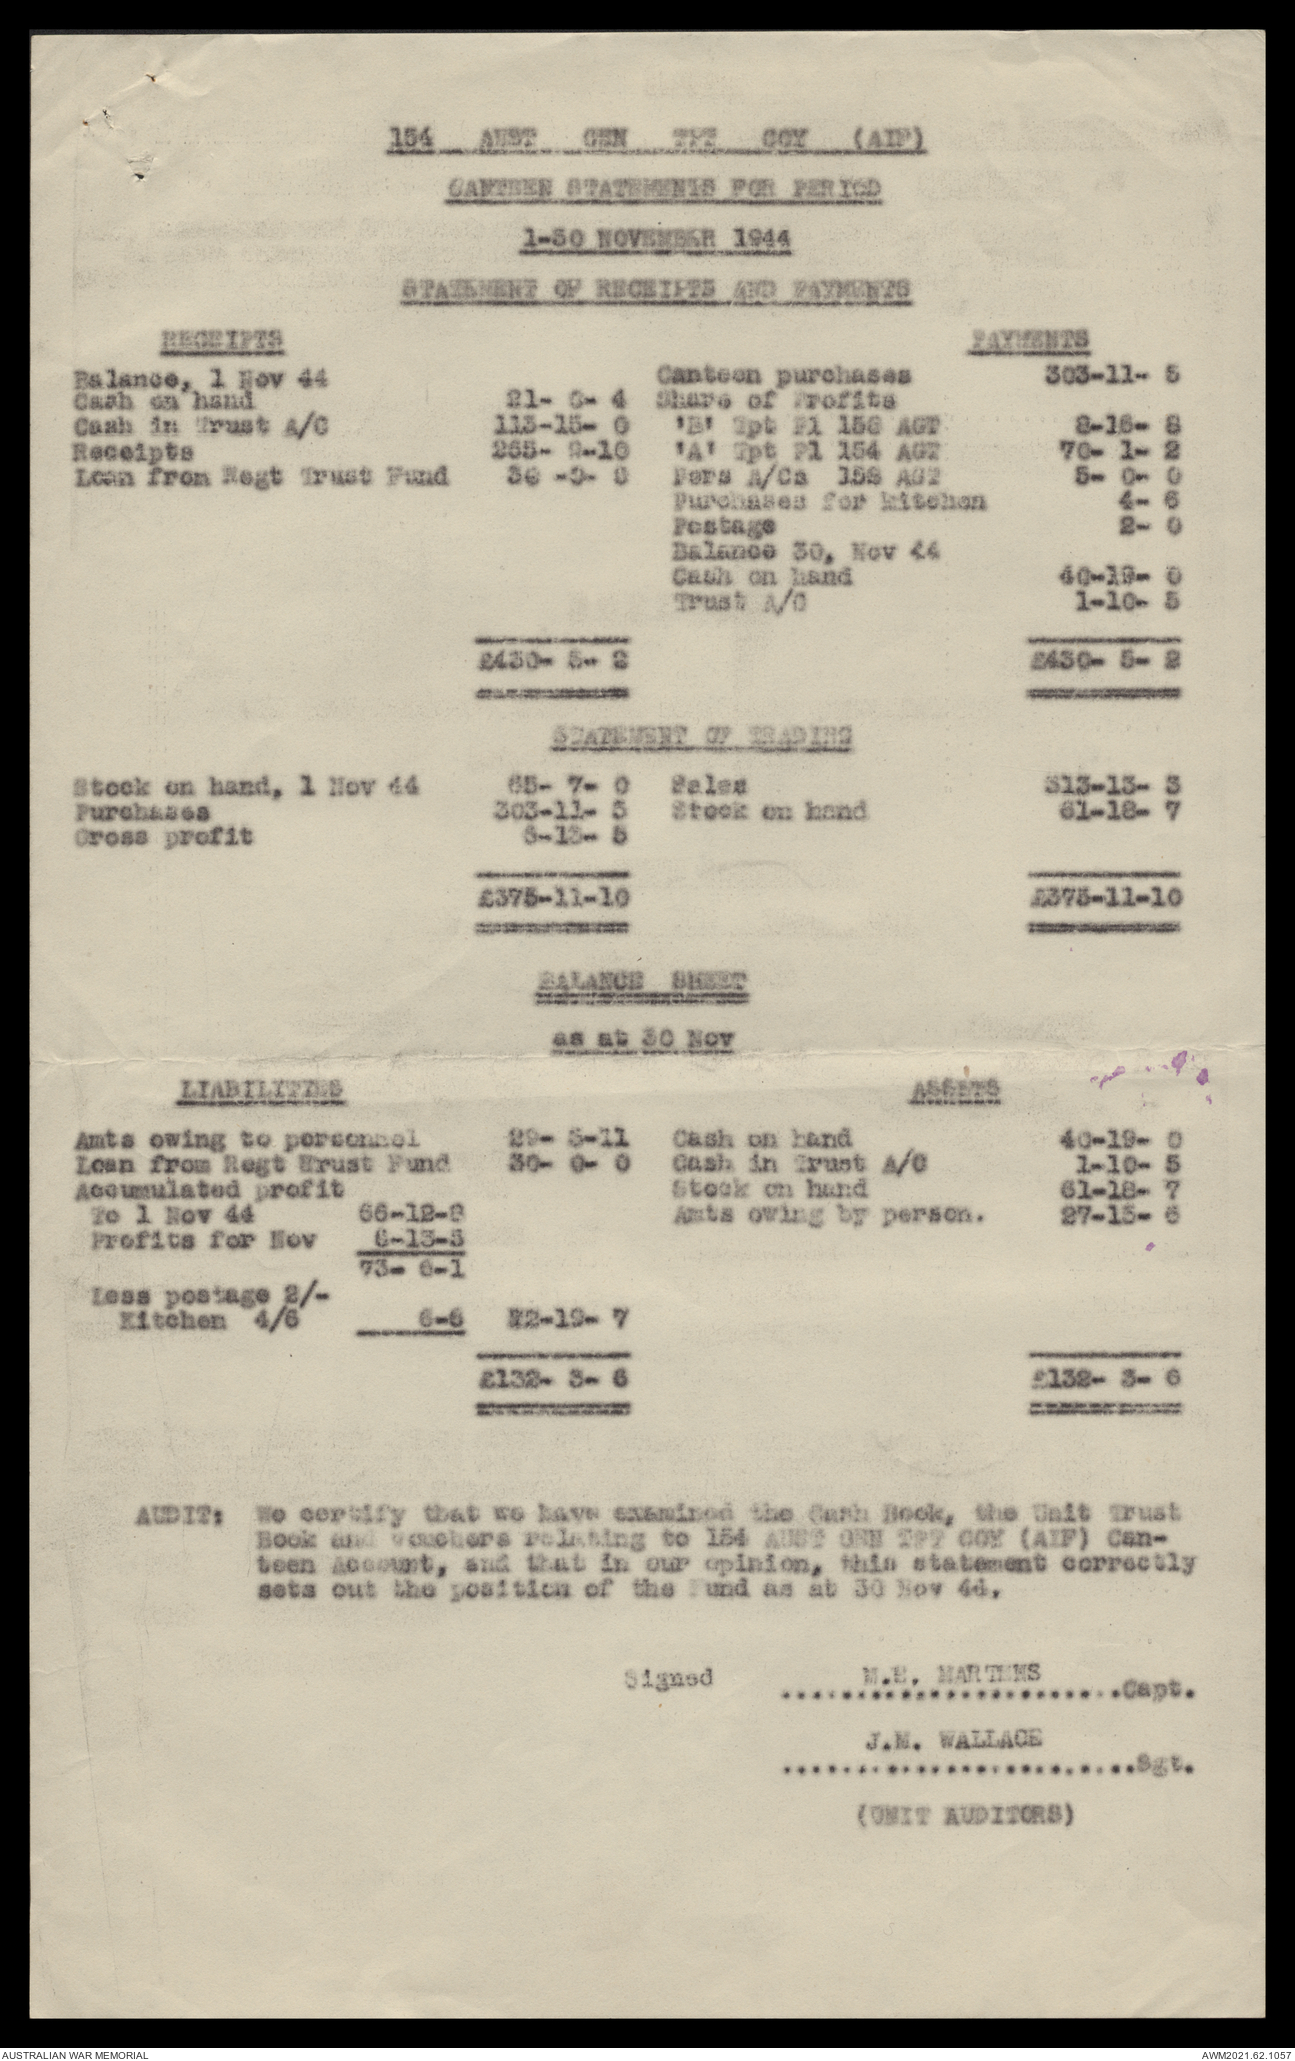 154 AUST GEN TPT COY (AIF)
CANTEEN STATEMENTS FOR PERIOD
1-30 NOVEMBER 1944
STATEMENT OF RECEIPTS AND PAYMENTS
RECEIPTS PAYMENTS
Balance, 1 Nov 44 Canteen purchases 303-11- 5
Cash on hand 21- 0- 4 Share of Profits
Cash in Trust A/C 113-15- 0 'B' Tpt Pl 158 AGT 8-16- 8
Receipts 265- 9-10 'A' Tpt Pl 154 AGT 70- 1- 2
Loan from Regt Trust Fund 30 -0- 0 Pers A/Cs 158 AGT 5- 0- 0
Purchases for kitchen 4- 6
Postage 2- 0
Balance 30, Nov 44
Cash on hand 40-19- 0
Trust A/C 1-10- 5
£430- 5- 2 £430- 5- 2
STATEMENT OF TRADING
Stock on hand, 1 Nov 44 65- 7- 0 Sales 313-13- 3
Purchases 303-11- 5 Stock on hand 61-18- 7
Gross profit 6-13- 5
£375-11-10 £375-11-10
BALANCE SHEET
as at 30 Nov
LIABILITIES ASSETS
Amts owing to personnel 29- 3-11 Cash on hand 40-19- 0
Loan from Regt Trust Fund 30- 0- 0 Cash in Trust A/C 1-10- 5
Accumulated profit Stock on hand 61-18- 7
To 1 Nov 44 66-12-8 Amts owing by person. 27-15- 6
Profits for Nov 6-13-5
73- 6-1
Less postage 2/-
Kitchen 4/6 6-6 72-19- 7
£132- 3- 6 £132- 3- 6
AUDIT: We certify that we have examined the Cash Book, the Unit Trust
Book and vouchers relating to 154 AUST GEN TPT COY (AIF) Can-
teen Account, and that in our opinion, this statement correctly
sets out the position of the Fund as at 30 Nov 44.
Signed M.E. MARTENS
.......................Capt.
J.M. WALLACE
........................Sgt.
(UNIT AUDITORS)
AUSTRALIAN WAR MEMORIAL AWM2021.62.1057